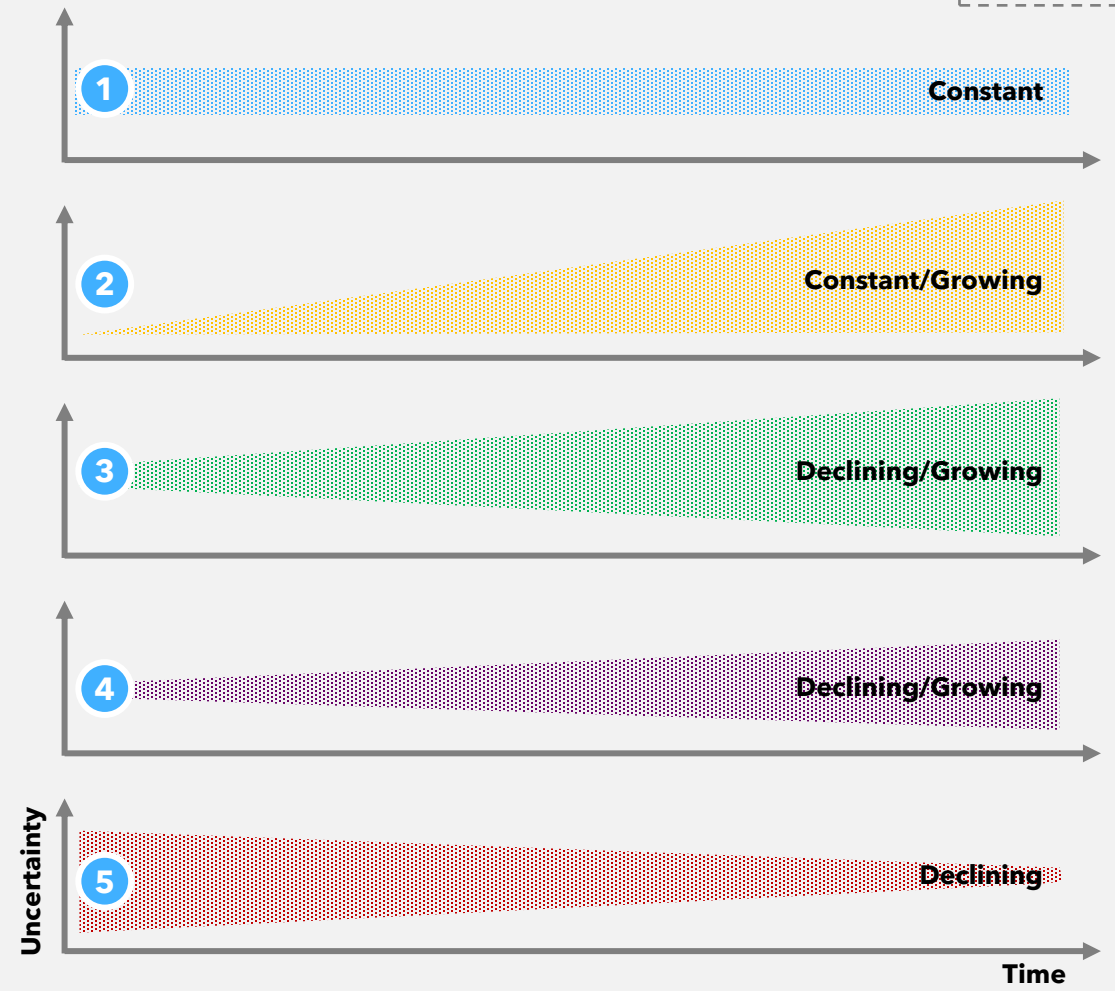 1
Constant
2
Constant/Growing
3
Declining/Growing
4
Declining/Growing
5
Declining
Uncertainty
Time